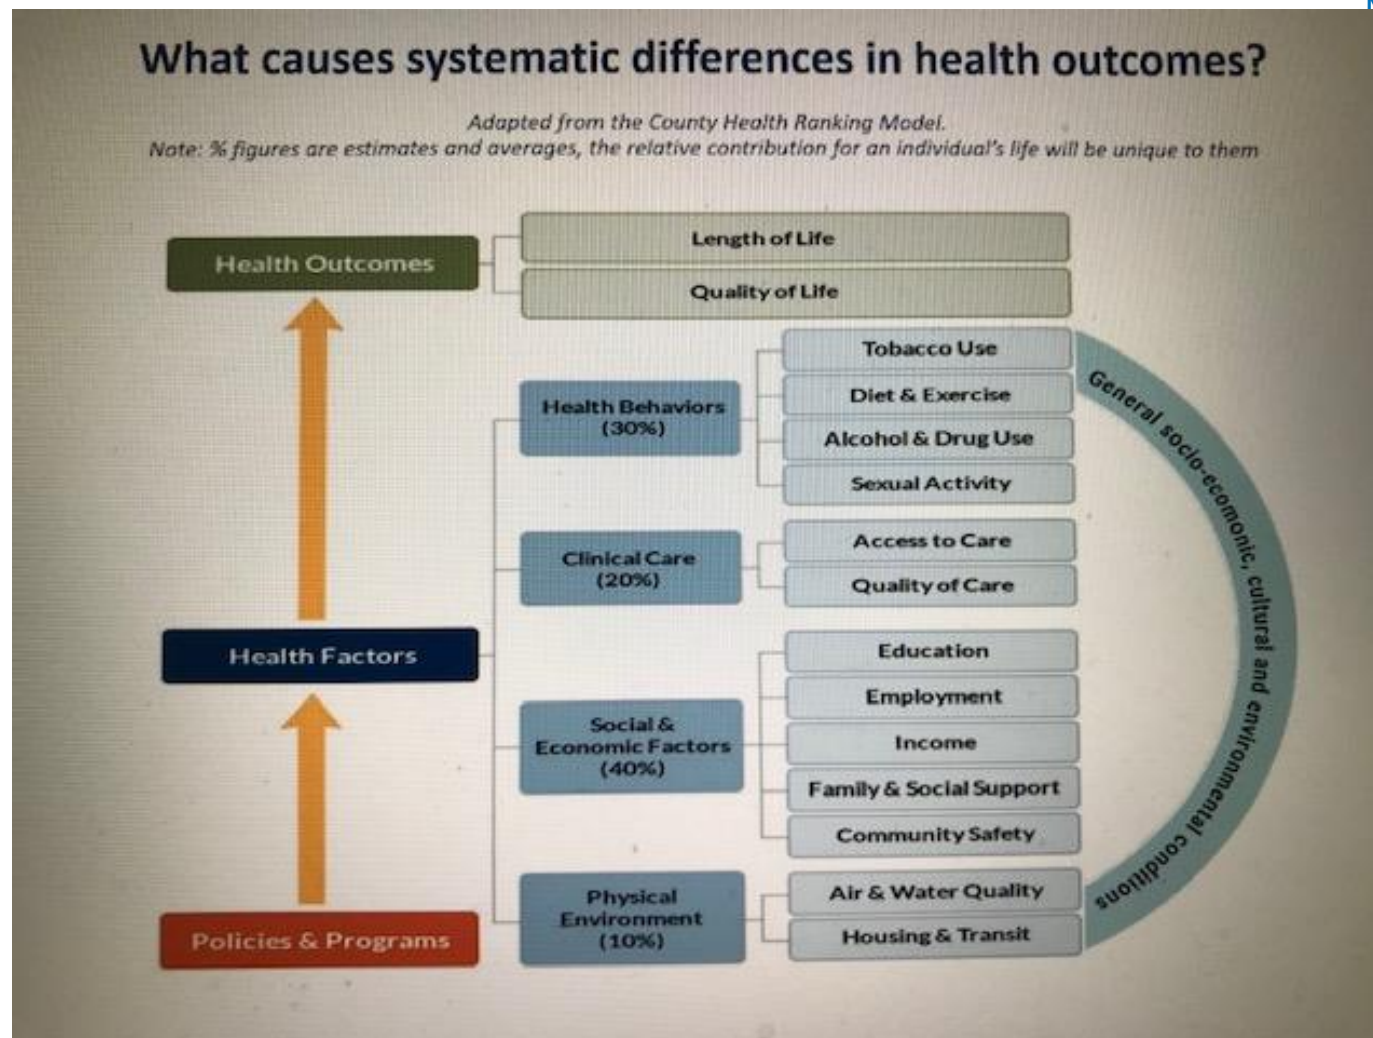 What causes systematic differences in health outcomes?
Adapted from the County Health Ranking Model.
Note: % figures are estimates and averages, the relative contribution for an individual's life will be unique to them
Health Outcomes
Length of Life
Quality of Life
Health Behaviors
(30%)
Tobacco Use
Diet & Exercise
Alcohol & Drug Use
Sexual Activity
Clinical Care
(20%)
Access to Care
Quality of Care
Health Factors
Social &
Economic Factors
(40%)
Education
Employment
Income
Family & Social Support
Community Safety
Physical
Environment
(10%)
Air & Water Quality
Housing & Transit
Policies & Programs
General socio-ecomonic, cultural and environmental conditions